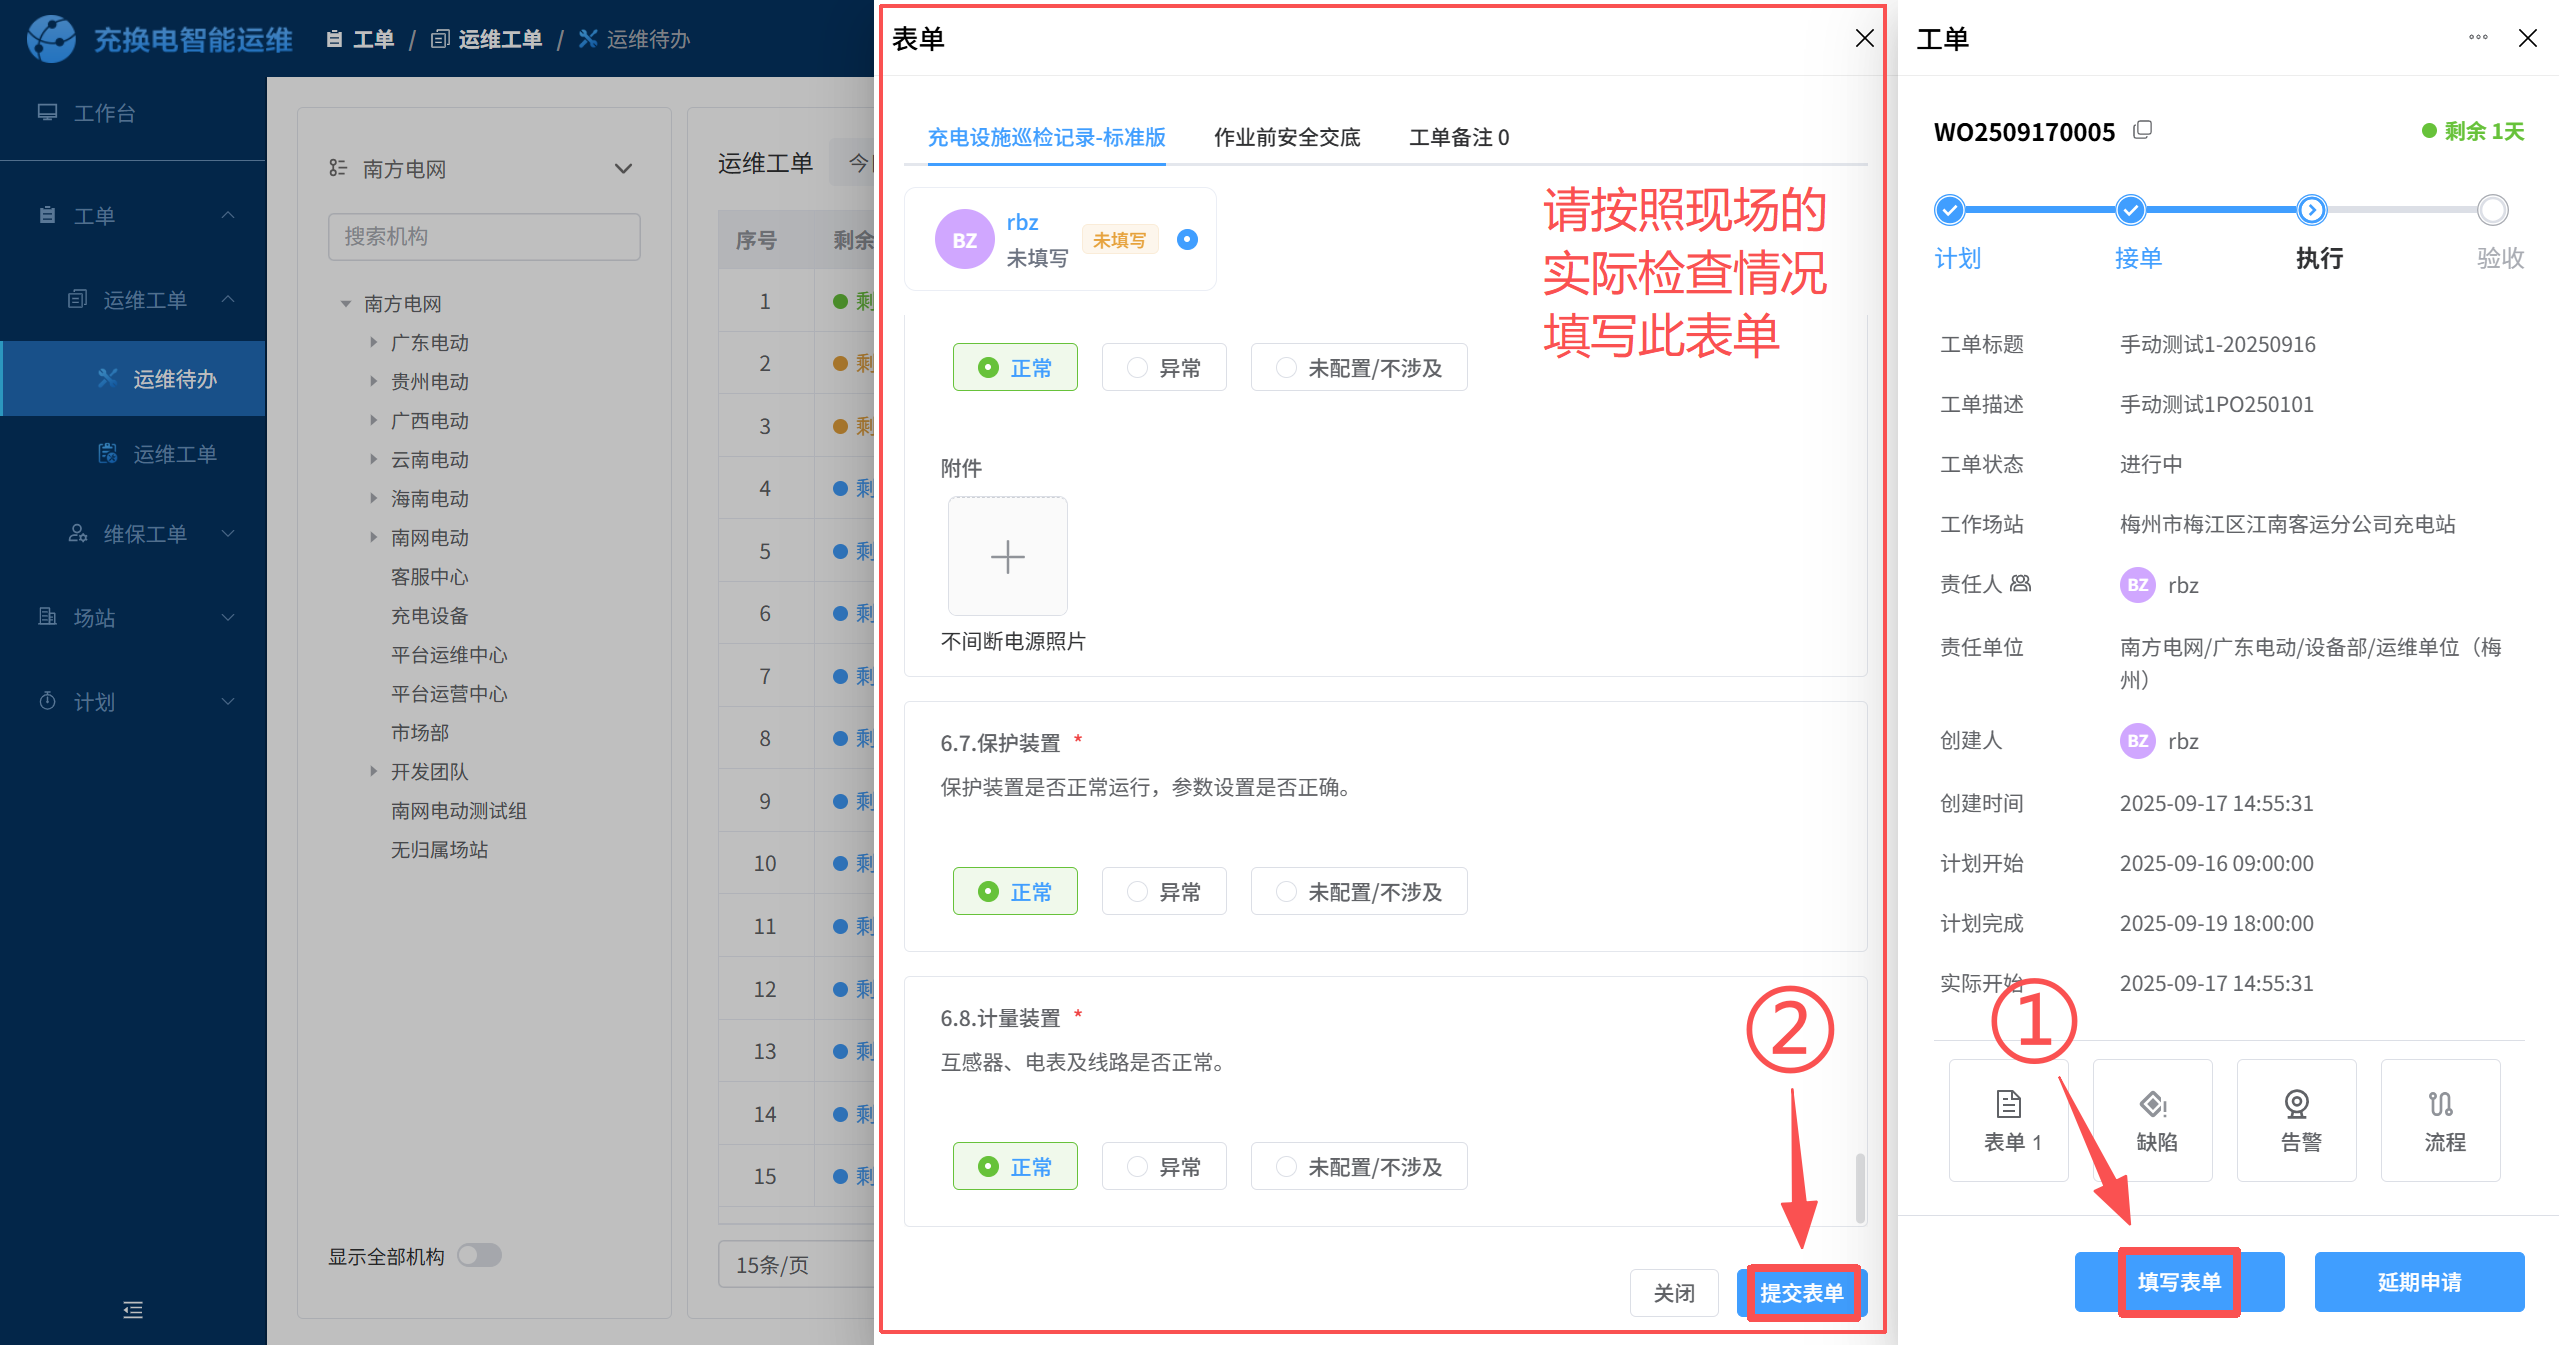 充换电智能运维
工单 / 运维工单 / 运维待办
工作台
工单
运维工单
运维待办
运维工单
维保工单
场站
计划
南方电网
搜索机构
南方电网
广东电动
贵州电动
广西电动
云南电动
海南电动
南网电动
客服中心
充电设备
平台运维中心
平台运营中心
市场部
开发团队
南网电动测试组
无归属场站
显示全部机构
运维工单
序号 剩余
1 剩
2 剩
3 剩
4 剩
5 剩
6 剩
7 剩
8 剩
9 剩
10 剩
11 剩
12 剩
13 剩
14 剩
15 剩
15条/页
表单
充电设施巡检记录-标准版 作业前安全交底 工单备注 0
BZ rbz 未填写
未填写
请按照现场的
实际检查情况
填写此表单
正常 异常 未配置/不涉及
附件
不间断电源照片
6.7.保护装置 *
保护装置是否正常运行，参数设置是否正确。
正常 异常 未配置/不涉及
6.8.计量装置 *
互感器、电表及线路是否正常。
正常 异常 未配置/不涉及
②
关闭 提交表单
工单
WO2509170005 剩余 1天
计划 接单 执行 验收
工单标题 手动测试1-20250916
工单描述 手动测试1PO250101
工单状态 进行中
工作场站 梅州市梅江区江南客运分公司充电站
责任人 BZ rbz
责任单位 南方电网/广东电动/设备部/运维单位（梅
州）
创建人 BZ rbz
创建时间 2025-09-17 14:55:31
计划开始 2025-09-16 09:00:00
计划完成 2025-09-19 18:00:00
实际开始 2025-09-17 14:55:31
①
表单 1 缺陷 告警 流程
填写表单 延期申请